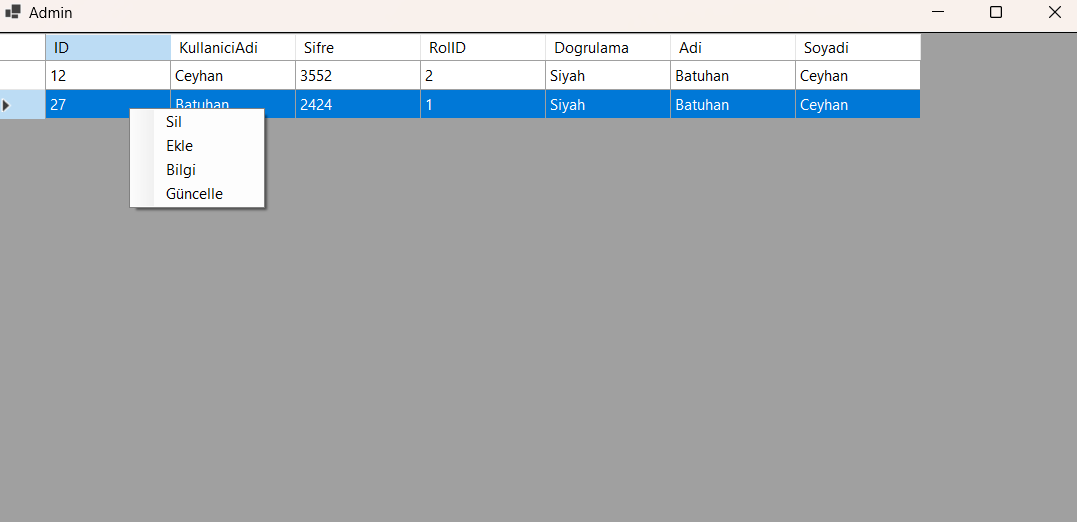 Admin
ID KullaniciAdi Sifre RolID Dogrulama Adi Soyadi
12 Ceyhan 3552 2 Siyah Batuhan Ceyhan
27 Batuhan 2424 1 Siyah Batuhan Ceyhan
Sil
Ekle
Bilgi
Güncelle